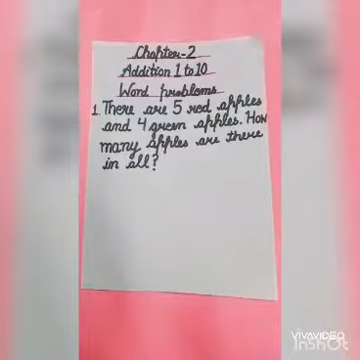 Chapter-2
Addition 1 to 10
Word problems
1. There are 5 red apples
and 4 green apples. How
many apples are there
in all?
VIVAVIDEO
InShOt